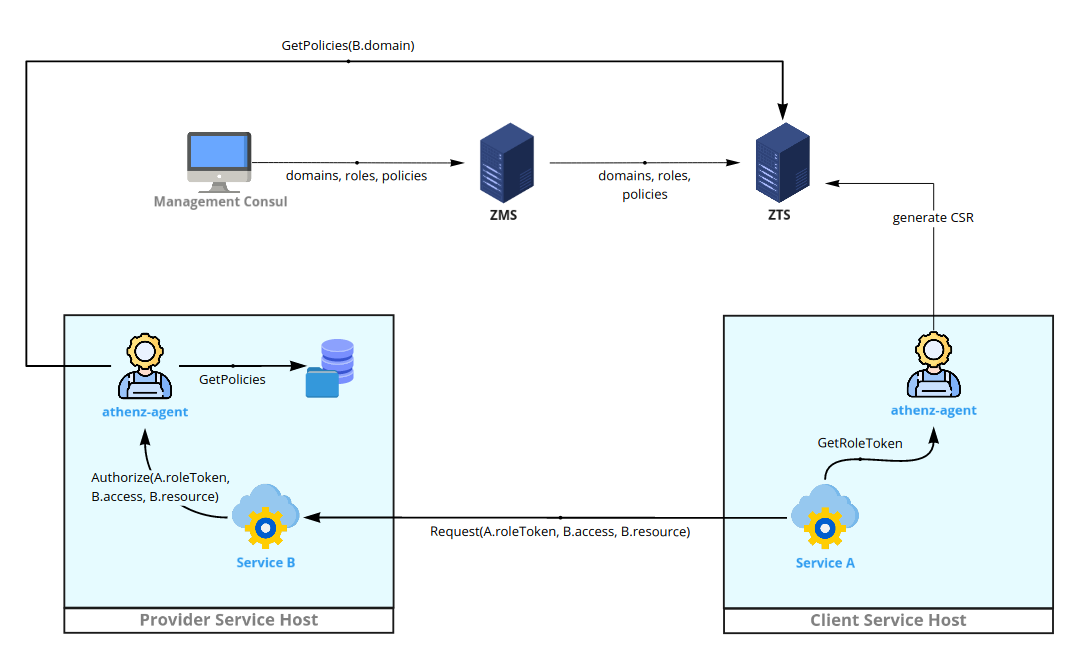 GetPolicies(B.domain)
domains, roles, policies
domains, roles,
policies
Management Consul
ZMS
ZTS
generate CSR
GetPolicies
athenz-agent
athenz-agent
GetRoleToken
Authorize(A.roleToken,
B.access, B.resource)
Request(A.roleToken, B.access, B.resource)
Service B
Service A
Provider Service Host
Client Service Host